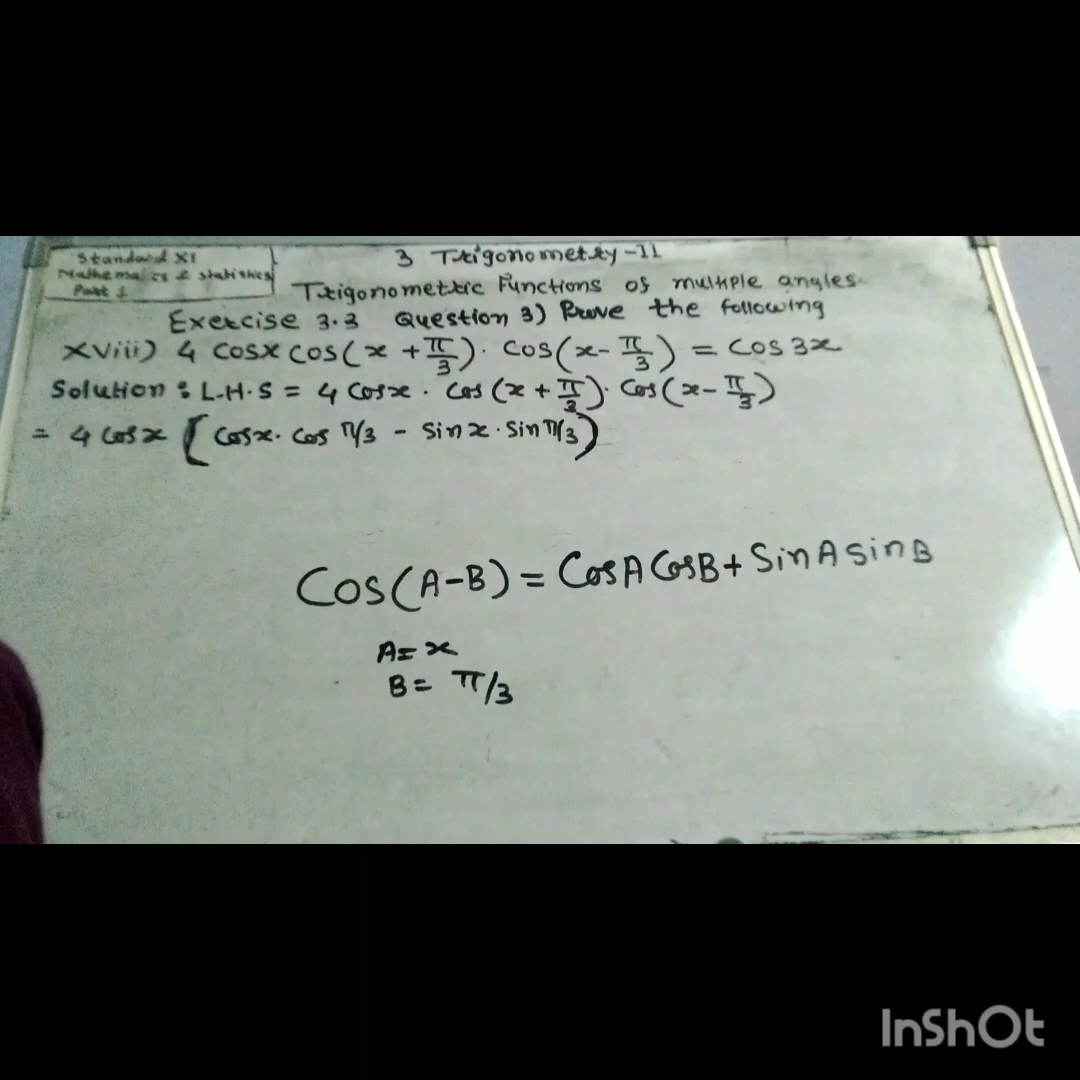 Standard XI
Mathematics & statistics
Part 1
3 Trigonometry-II
Trigonometric Functions of multiple angles.
Exercise 3.3 Question 3) Prove the following
xviii) 4 cosx cos(x + π/3). cos(x - π/3) = cos 3x
Solution : L.H.S = 4 cosx . cos(x + π/3). cos(x - π/3)
= 4 cosx [cosx. cos π/3 - sinx . sin π/3)
Cos(A-B) = CosA CosB + SinA sinB
A = x
B = π/3
InShOt